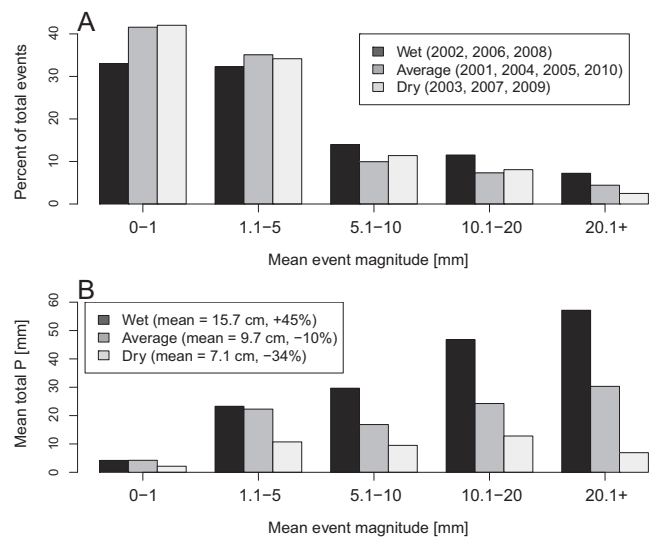 A
Percent of total events
40
30
20
10
0
Wet (2002, 2006, 2008)
Average (2001, 2004, 2005, 2010)
Dry (2003, 2007, 2009)
0−1
1.1−5
5.1−10
10.1−20
20.1+
Mean event magnitude [mm]
B
Mean total P [mm]
60
50
40
30
20
10
0
Wet (mean = 15.7 cm, +45%)
Average (mean = 9.7 cm, −10%)
Dry (mean = 7.1 cm, −34%)
0−1
1.1−5
5.1−10
10.1−20
20.1+
Mean event magnitude [mm]